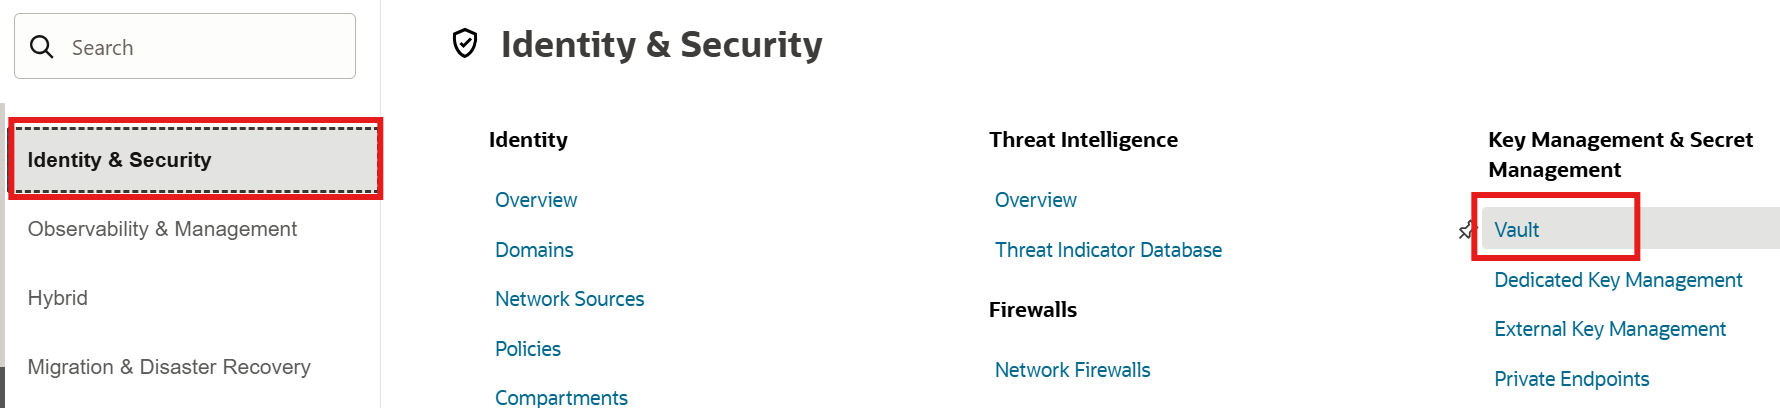 Search
Identity & Security
Observability & Management
Hybrid
Migration & Disaster Recovery
Identity & Security
Identity
Overview
Domains
Network Sources
Policies
Compartments
Threat Intelligence
Overview
Threat Indicator Database
Firewalls
Network Firewalls
Key Management & Secret
Management
Vault
Dedicated Key Management
External Key Management
Private Endpoints